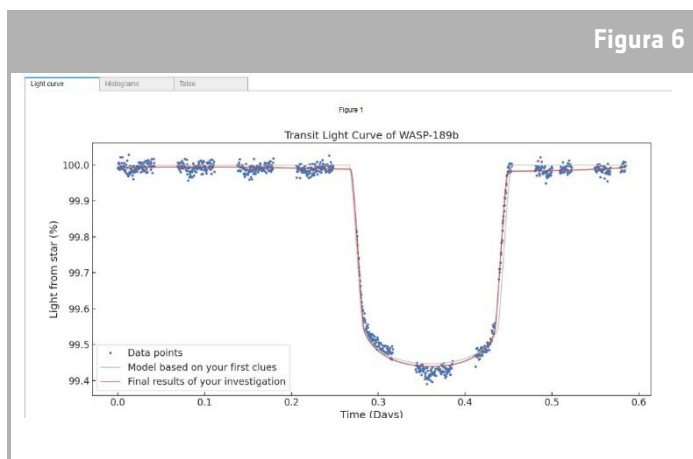 Figura 6
Light curve Histograms Table
Figure 1
Transit Light Curve of WASP-189b
100.0
99.9
99.8
99.7
99.6
99.5
99.4
Light from star (%)
Data points
Model based on your first clues
Final results of your investigation
0.0 0.1 0.2 0.3 0.4 0.5 0.6
Time (Days)